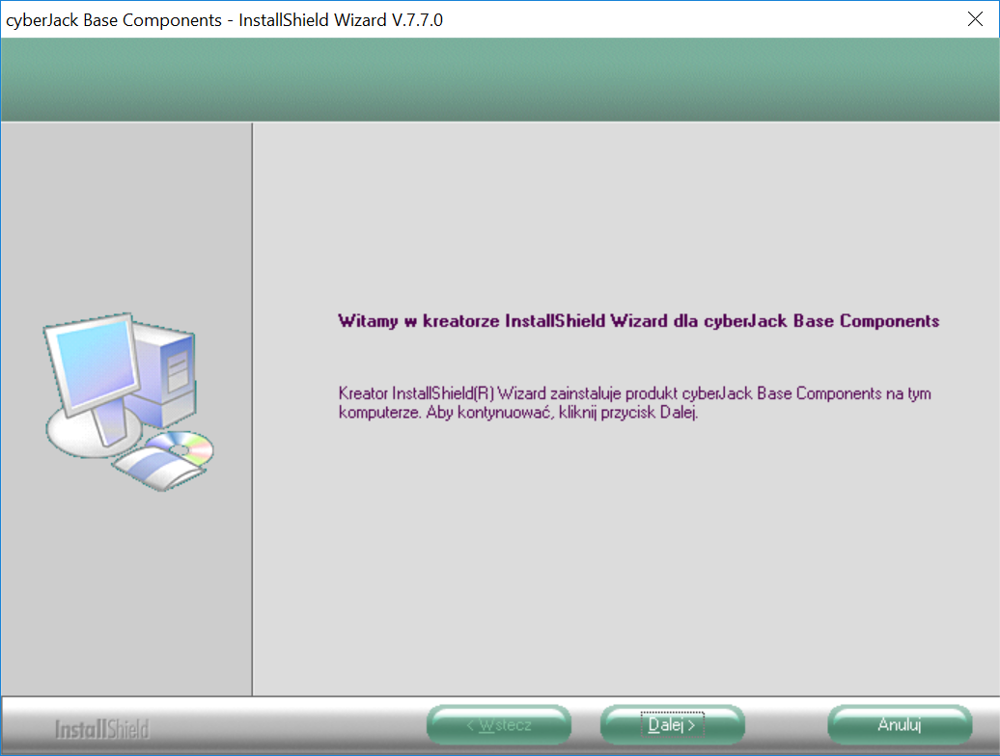 cyberJack Base Components - InstallShield Wizard V.7.7.0
Witamy w kreatorze InstallShield Wizard dla cyberJack Base Components
Kreator InstallShield(R) Wizard zainstaluje produkt cyberJack Base Components na tym
komputerze. Aby kontynuować, kliknij przycisk Dalej.
InstallShield
< Wstecz
Dalej >
Anuluj